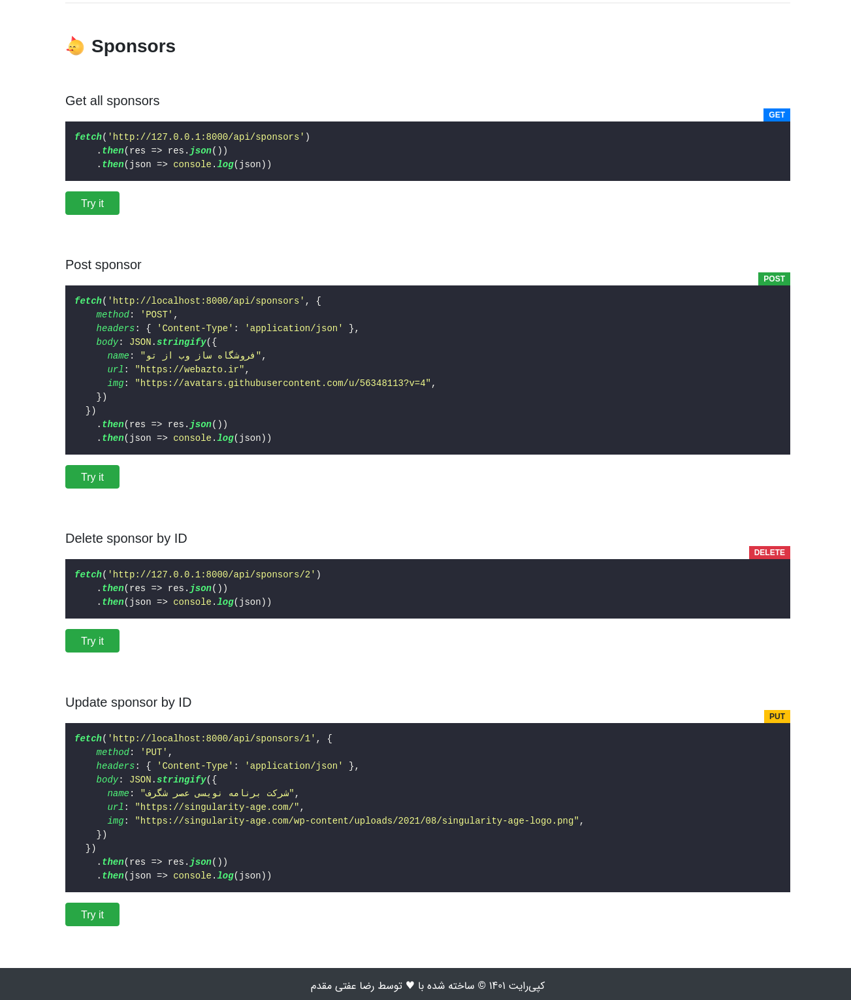 Sponsors
Get all sponsors
GET
fetch('http://127.0.0.1:8000/api/sponsors')
    .then(res => res.json())
    .then(json => console.log(json))
Try it
Post sponsor
POST
fetch('http://localhost:8000/api/sponsors', {
    method: 'POST',
    headers: { 'Content-Type': 'application/json' },
    body: JSON.stringify({
      name: "فروشگاه ساز وب از تو",
      url: "https://webazto.ir",
      img: "https://avatars.githubusercontent.com/u/56348113?v=4",
    })
  })
    .then(res => res.json())
    .then(json => console.log(json))
Try it
Delete sponsor by ID
DELETE
fetch('http://127.0.0.1:8000/api/sponsors/2')
    .then(res => res.json())
    .then(json => console.log(json))
Try it
Update sponsor by ID
PUT
fetch('http://localhost:8000/api/sponsors/1', {
    method: 'PUT',
    headers: { 'Content-Type': 'application/json' },
    body: JSON.stringify({
      name: "شرکت برنامه نویسی عصر شگرف",
      url: "https://singularity-age.com/",
      img: "https://singularity-age.com/wp-content/uploads/2021/08/singularity-age-logo.png",
    })
  })
    .then(res => res.json())
    .then(json => console.log(json))
Try it
کپی‌رایت ۱۴۰۱ © ساخته شده با ♥ توسط رضا عفتی مقدم